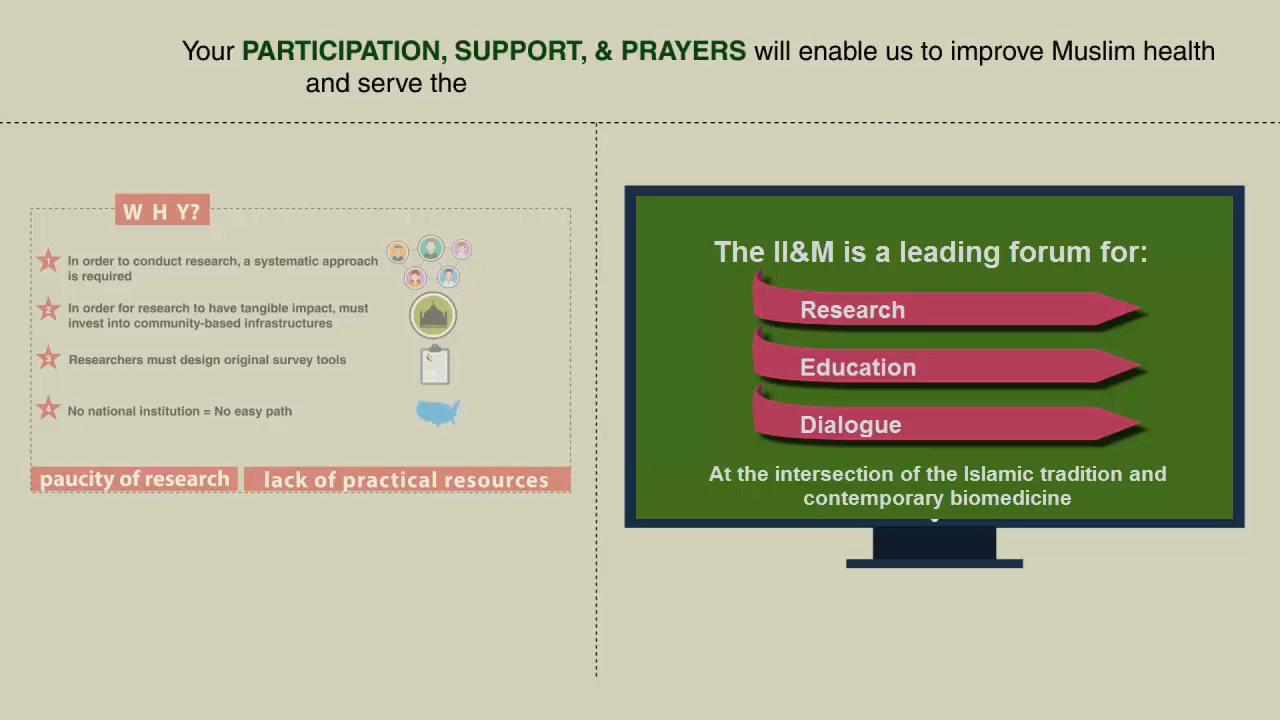 Your PARTICIPATION, SUPPORT, & PRAYERS will enable us to improve Muslim health
and serve the
W H Y?
1 In order to conduct research, a systematic approach
is required
2 In order for research to have tangible impact, must
invest into community-based infrastructures
3 Researchers must design original survey tools
4 No national institution = No easy path
paucity of research
lack of practical resources
The II&M is a leading forum for:
Research
Education
Dialogue
At the intersection of the Islamic tradition and
contemporary biomedicine